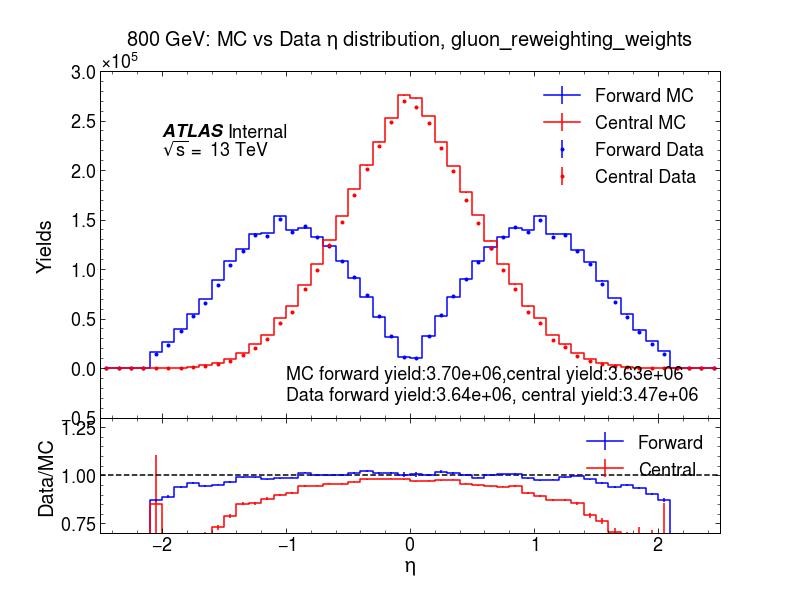 800 GeV: MC vs Data η distribution, gluon_reweighting_weights
×10⁵
3.0
2.5
2.0
1.5
1.0
0.5
0.0
0.5
Yields
ATLAS Internal
√s = 13 TeV
Forward MC
Central MC
Forward Data
Central Data
MC forward yield:3.70e+06,central yield:3.63e+06
Data forward yield:3.64e+06, central yield:3.47e+06
1.25
1.00
0.75
Data/MC
Forward
Central
−2 −1 0 1 2
η